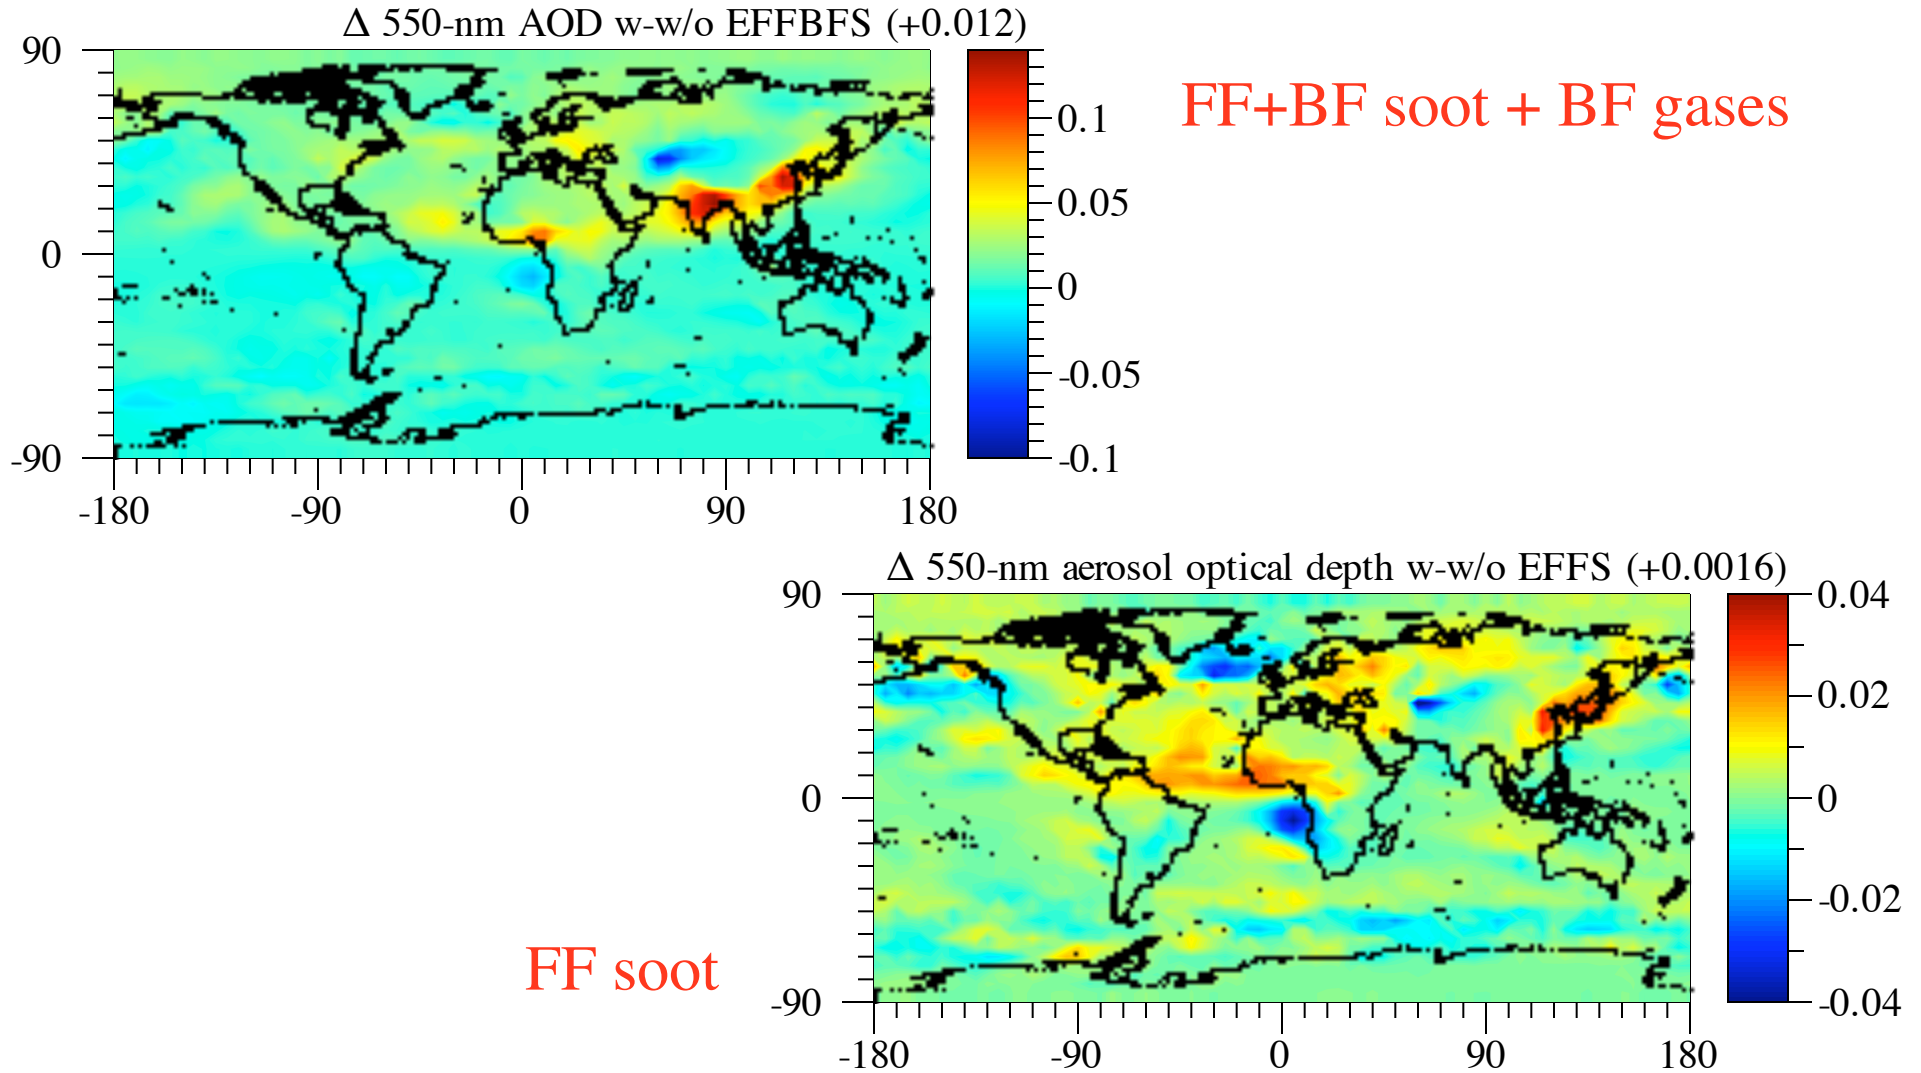 Δ 550-nm AOD w-w/o EFFBFS (+0.012)
90
0
-90
-180 -90 0 90 180
0.1
0.05
0
-0.05
-0.1
FF+BF soot + BF gases
Δ 550-nm aerosol optical depth w-w/o EFFS (+0.0016)
90
0
-90
-180 -90 0 90 180
0.04
0.02
0
-0.02
-0.04
FF soot